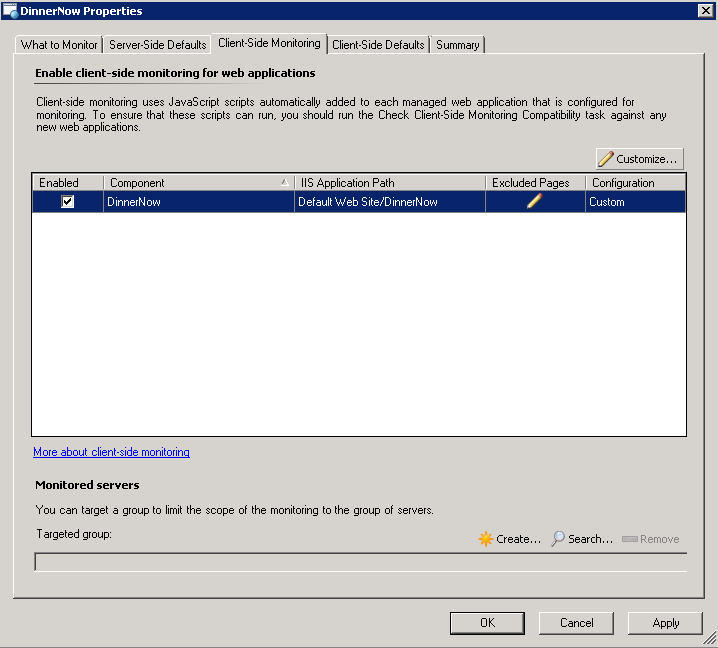 DinnerNow Properties
What to Monitor
Server-Side Defaults
Client-Side Monitoring
Client-Side Defaults
Summary
Enable client-side monitoring for web applications
Client-side monitoring uses JavaScript scripts automatically added to each managed web application that is configured for
monitoring. To ensure that these scripts can run, you should run the Check Client-Side Monitoring Compatibility task against any
new web applications.
Customize...
Enabled Component IIS Application Path Excluded Pages Configuration
DinnerNow Default Web Site/DinnerNow Custom
More about client-side monitoring
Monitored servers
You can target a group to limit the scope of the monitoring to the group of servers.
Targeted group:
Create... Search... Remove
OK Cancel Apply